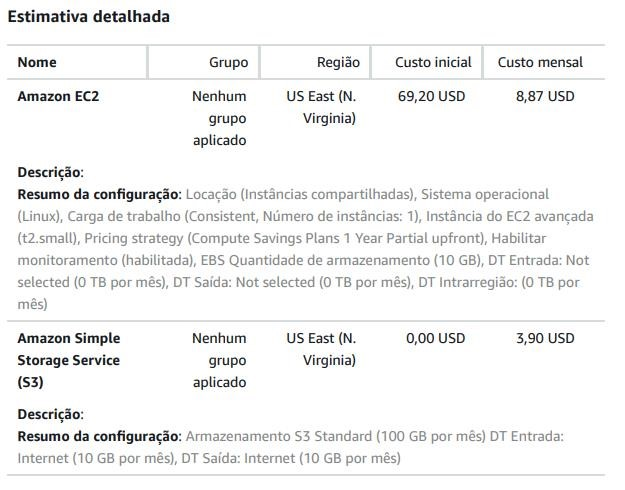 Estimativa detalhada
Nome Grupo Região Custo inicial Custo mensal
Amazon EC2 Nenhum grupo aplicado US East (N. Virginia) 69,20 USD 8,87 USD
Descrição:
Resumo da configuração: Locação (Instâncias compartilhadas), Sistema operacional
(Linux), Carga de trabalho (Consistent, Número de instâncias: 1), Instância do EC2 avançada
(t2.small), Pricing strategy (Compute Savings Plans 1 Year Partial upfront), Habilitar
monitoramento (habilitada), EBS Quantidade de armazenamento (10 GB), DT Entrada: Not
selected (0 TB por mês), DT Saída: Not selected (0 TB por mês), DT Intrarregião: (0 TB por
mês)
Amazon Simple Storage Service (S3) Nenhum grupo aplicado US East (N. Virginia) 0,00 USD 3,90 USD
Descrição:
Resumo da configuração: Armazenamento S3 Standard (100 GB por mês) DT Entrada:
Internet (10 GB por mês), DT Saída: Internet (10 GB por mês)